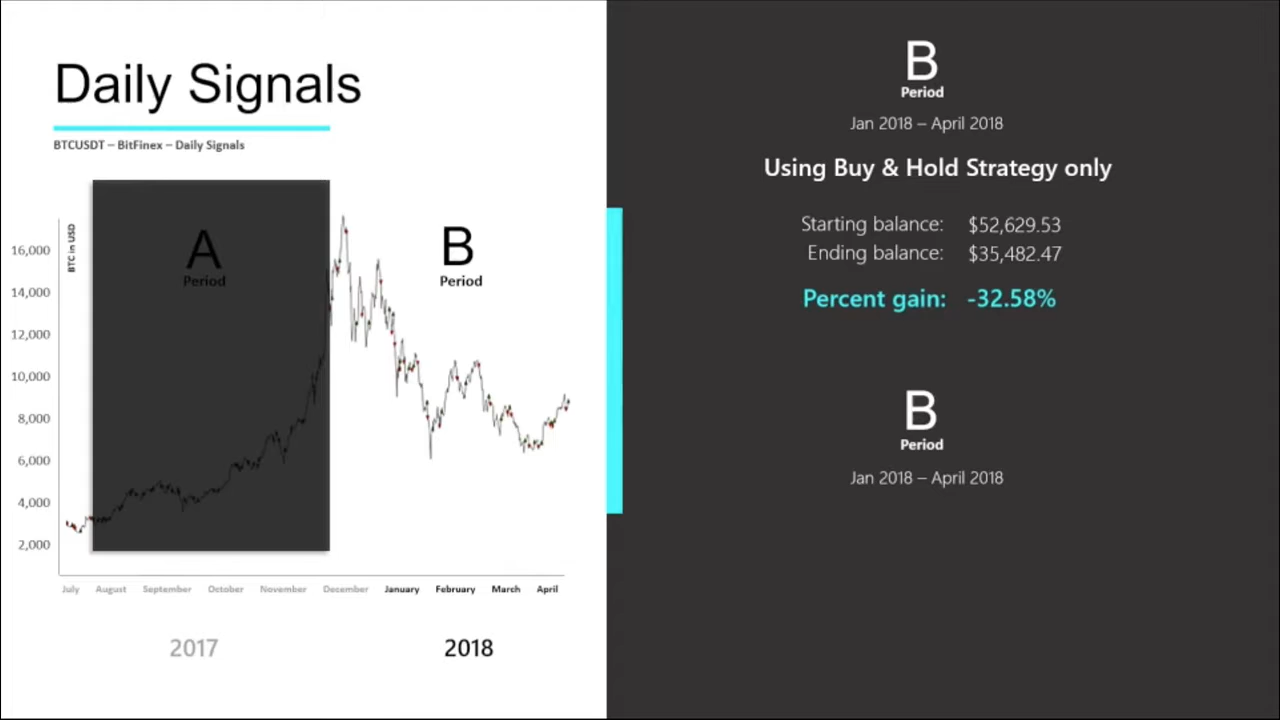 Daily Signals
BTCUSDT – BitFinex – Daily Signals
BTC in USD
16,000
14,000
12,000
10,000
8,000
6,000
4,000
2,000
A
Period
B
Period
July August September October November December January February March April
2017 2018
B
Period
Jan 2018 – April 2018
Using Buy & Hold Strategy only
Starting balance: $52,629.53
Ending balance: $35,482.47
Percent gain: -32.58%
B
Period
Jan 2018 – April 2018